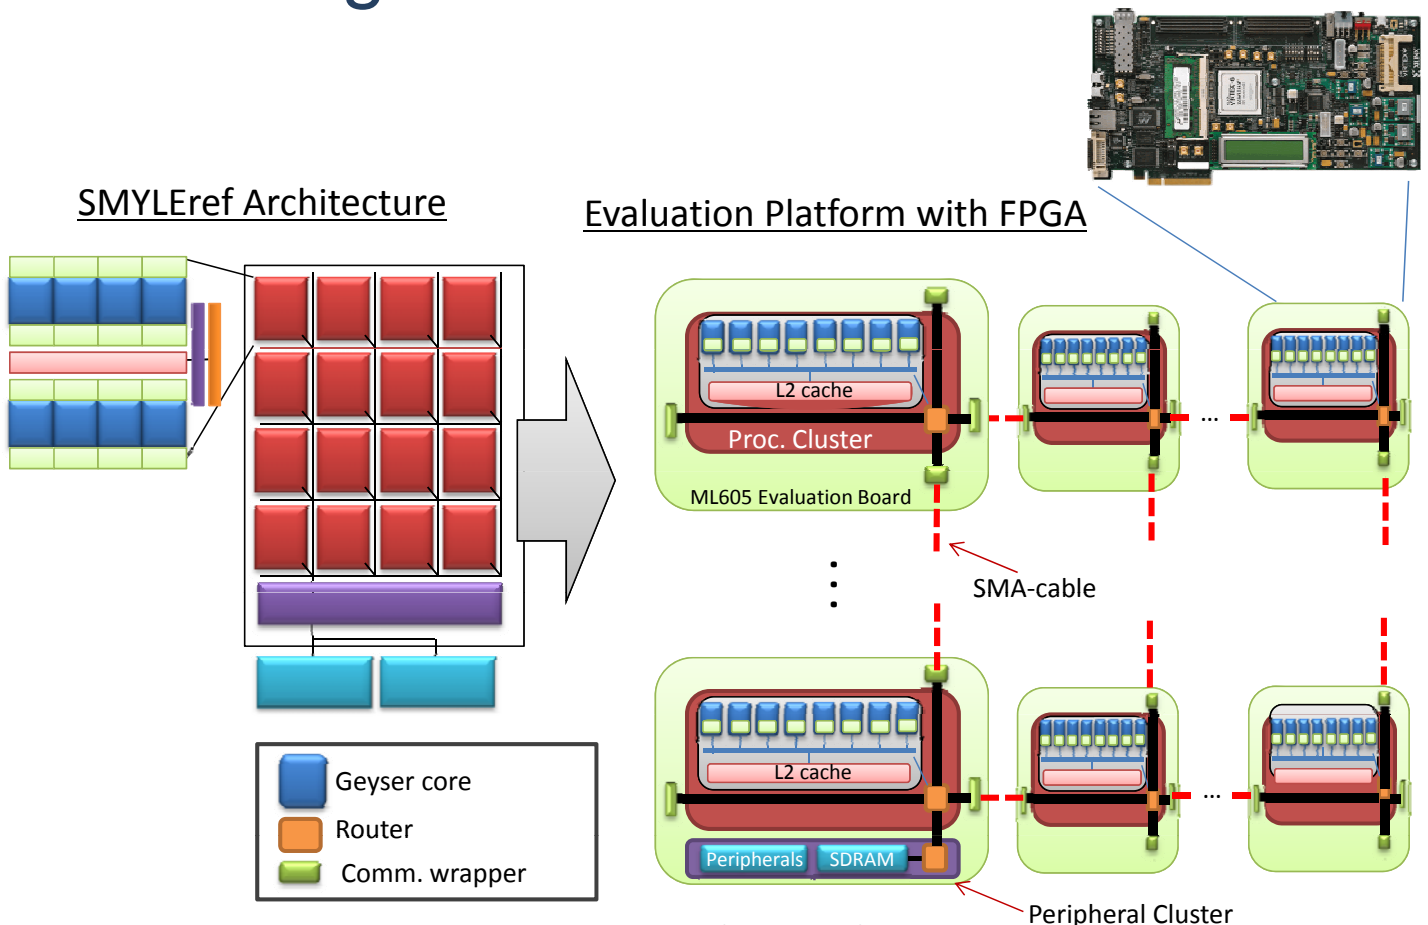 SMYLEref Architecture
Evaluation Platform with FPGA
L2 cache
Proc. Cluster
ML605 Evaluation Board
...
...
SMA-cable
L2 cache
...
Peripherals
SDRAM
Peripheral Cluster
Geyser core
Router
Comm. wrapper